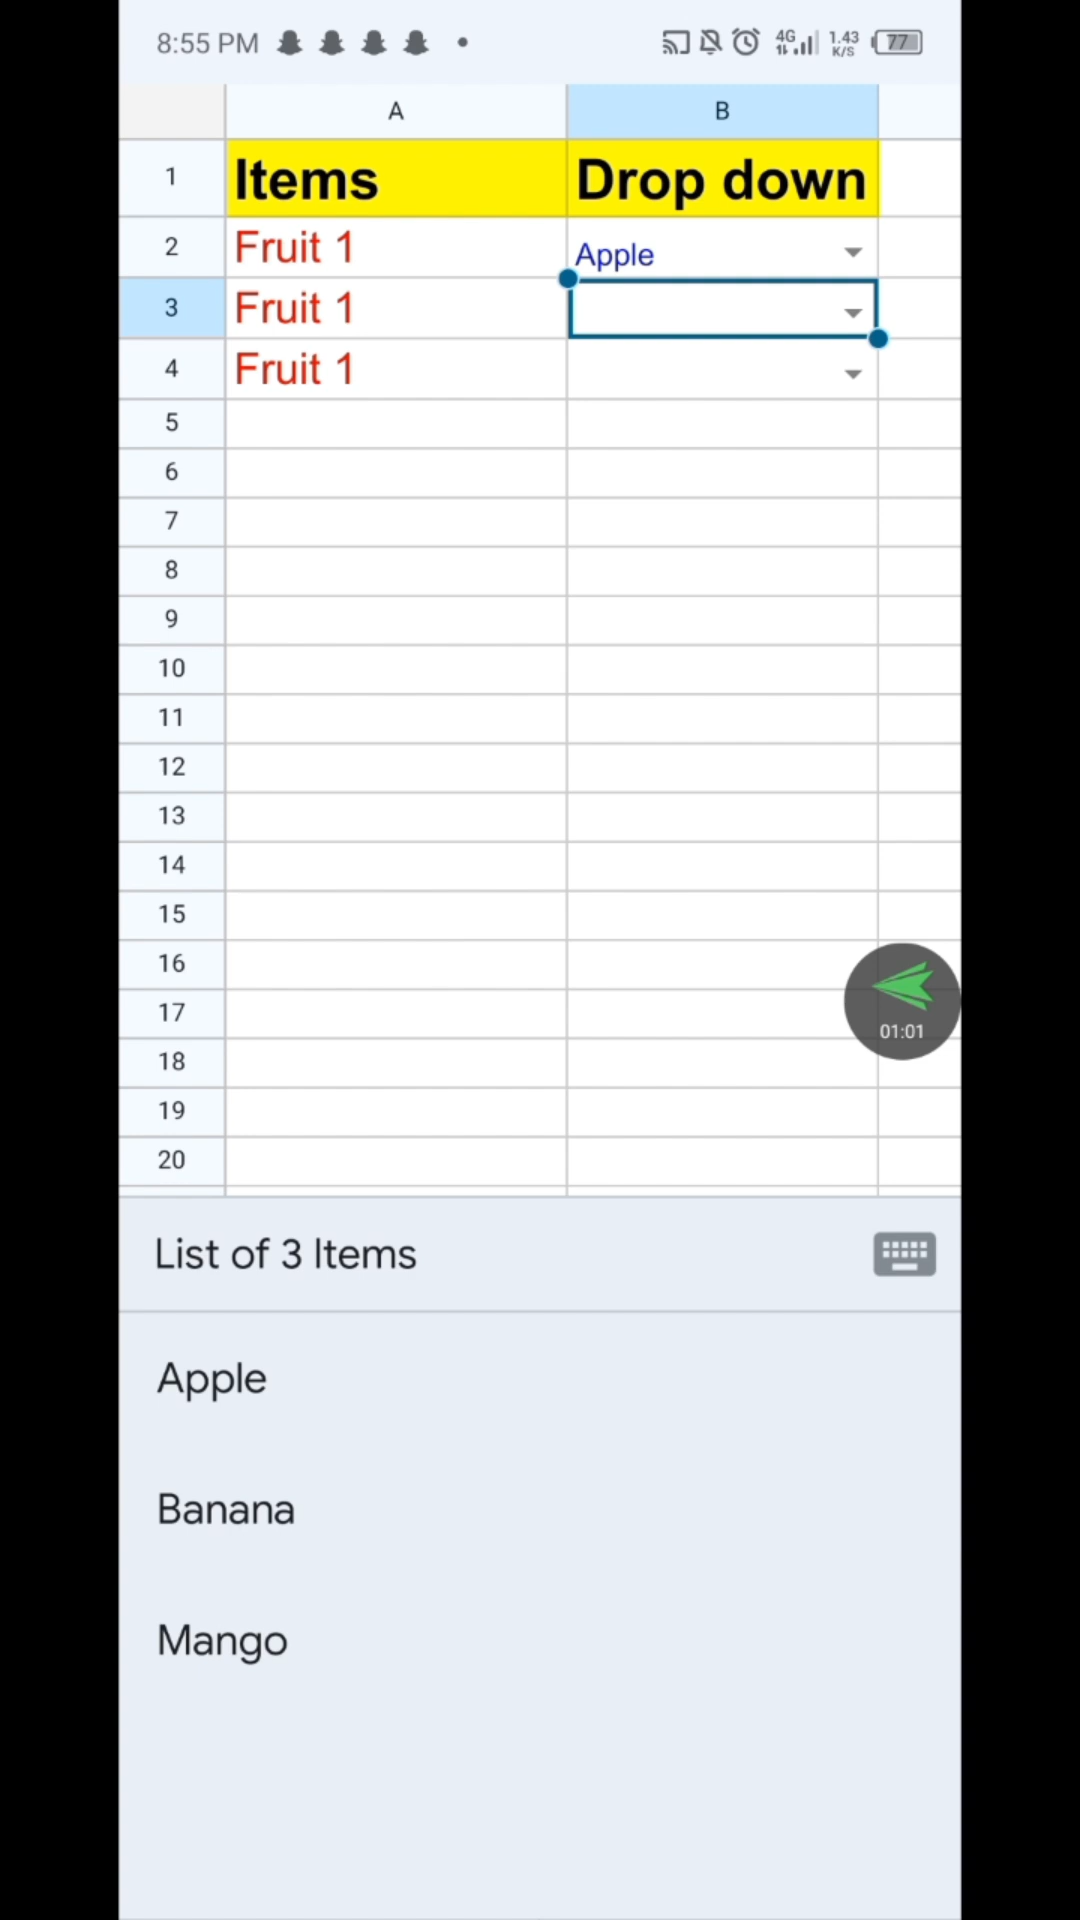 8:55 PM 4G 1.43 K/S 77
A B
1 Items Drop down
2 Fruit 1 Apple
3 Fruit 1
4 Fruit 1
5
6
7
8
9
10
11
12
13
14
15
16
17
01:01
18
19
20
List of 3 Items
Apple
Banana
Mango